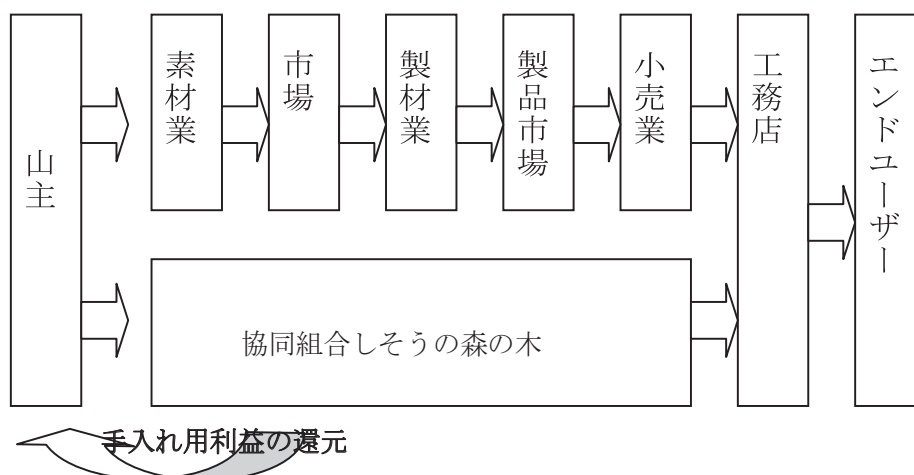 山主
素材業
市場
製材業
製品市場
小売業
工務店
エンドユーザー
協同組合しそうの森の木
手入れ用利益の還元